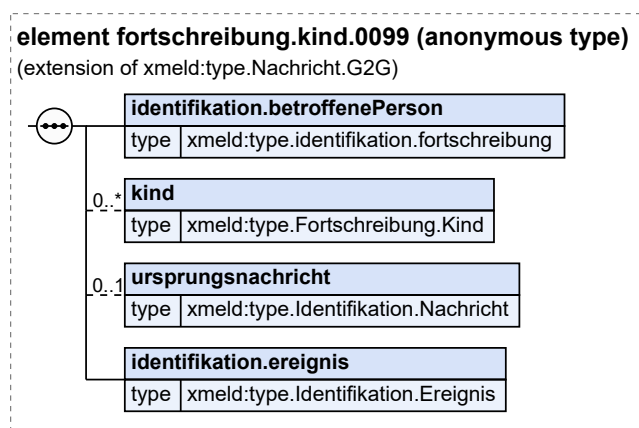 element fortschreibung.kind.0099 (anonymous type)
(extension of xmeld:type.Nachricht.G2G)
identifikation.betroffenePerson
type xmeld:type.identifikation.fortschreibung
0..* kind
type xmeld:type.Fortschreibung.Kind
0..1 ursprungsnachricht
type xmeld:type.Identifikation.Nachricht
identifikation.ereignis
type xmeld:type.Identifikation.Ereignis